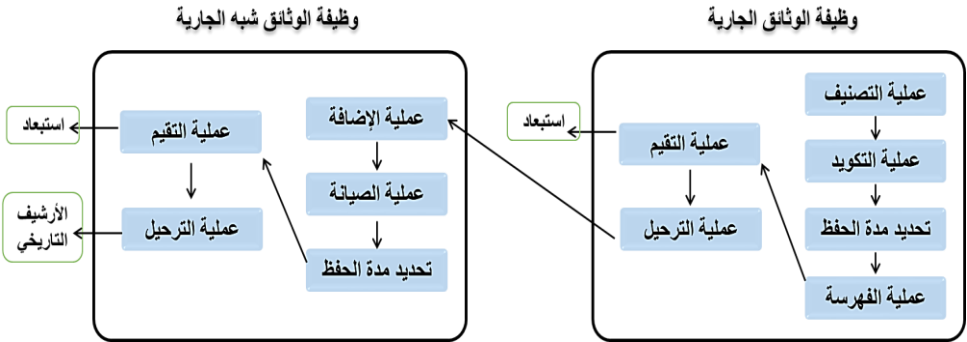 وظيفة الوثائق الجارية
عملية التصنيف
عملية التكويد
تحديد مدة الحفظ
عملية الفهرسة
عملية التقيم
عملية الترحيل
استبعاد
وظيفة الوثائق شبه الجارية
عملية الإضافة
عملية الصيانة
تحديد مدة الحفظ
عملية التقيم
عملية الترحيل
استبعاد
الأرشيف
التاريخي